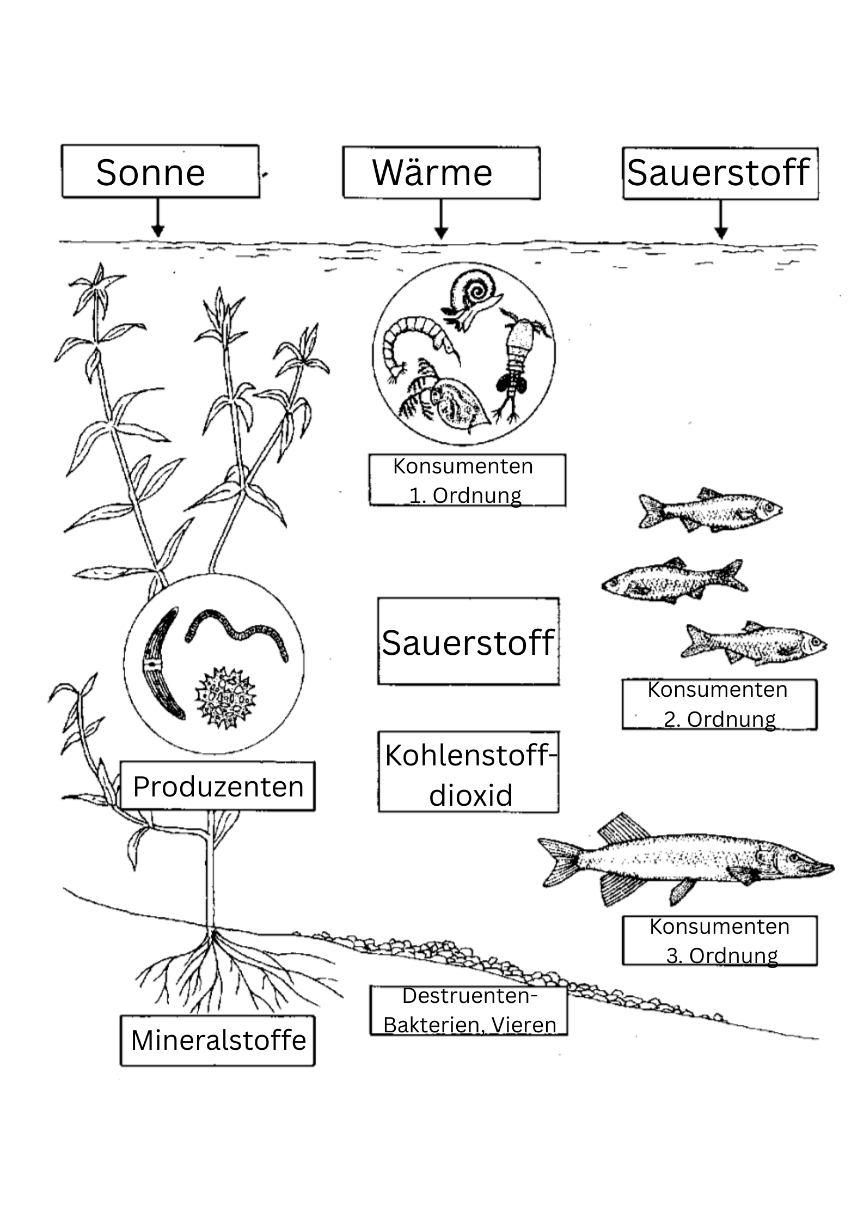 Sonne
Wärme
Sauerstoff
Konsumenten
1. Ordnung
Sauerstoff
Konsumenten
2. Ordnung
Kohlenstoff-
dioxid
Produzenten
Konsumenten
3. Ordnung
Destruenten-
Bakterien, Vieren
Mineralstoffe